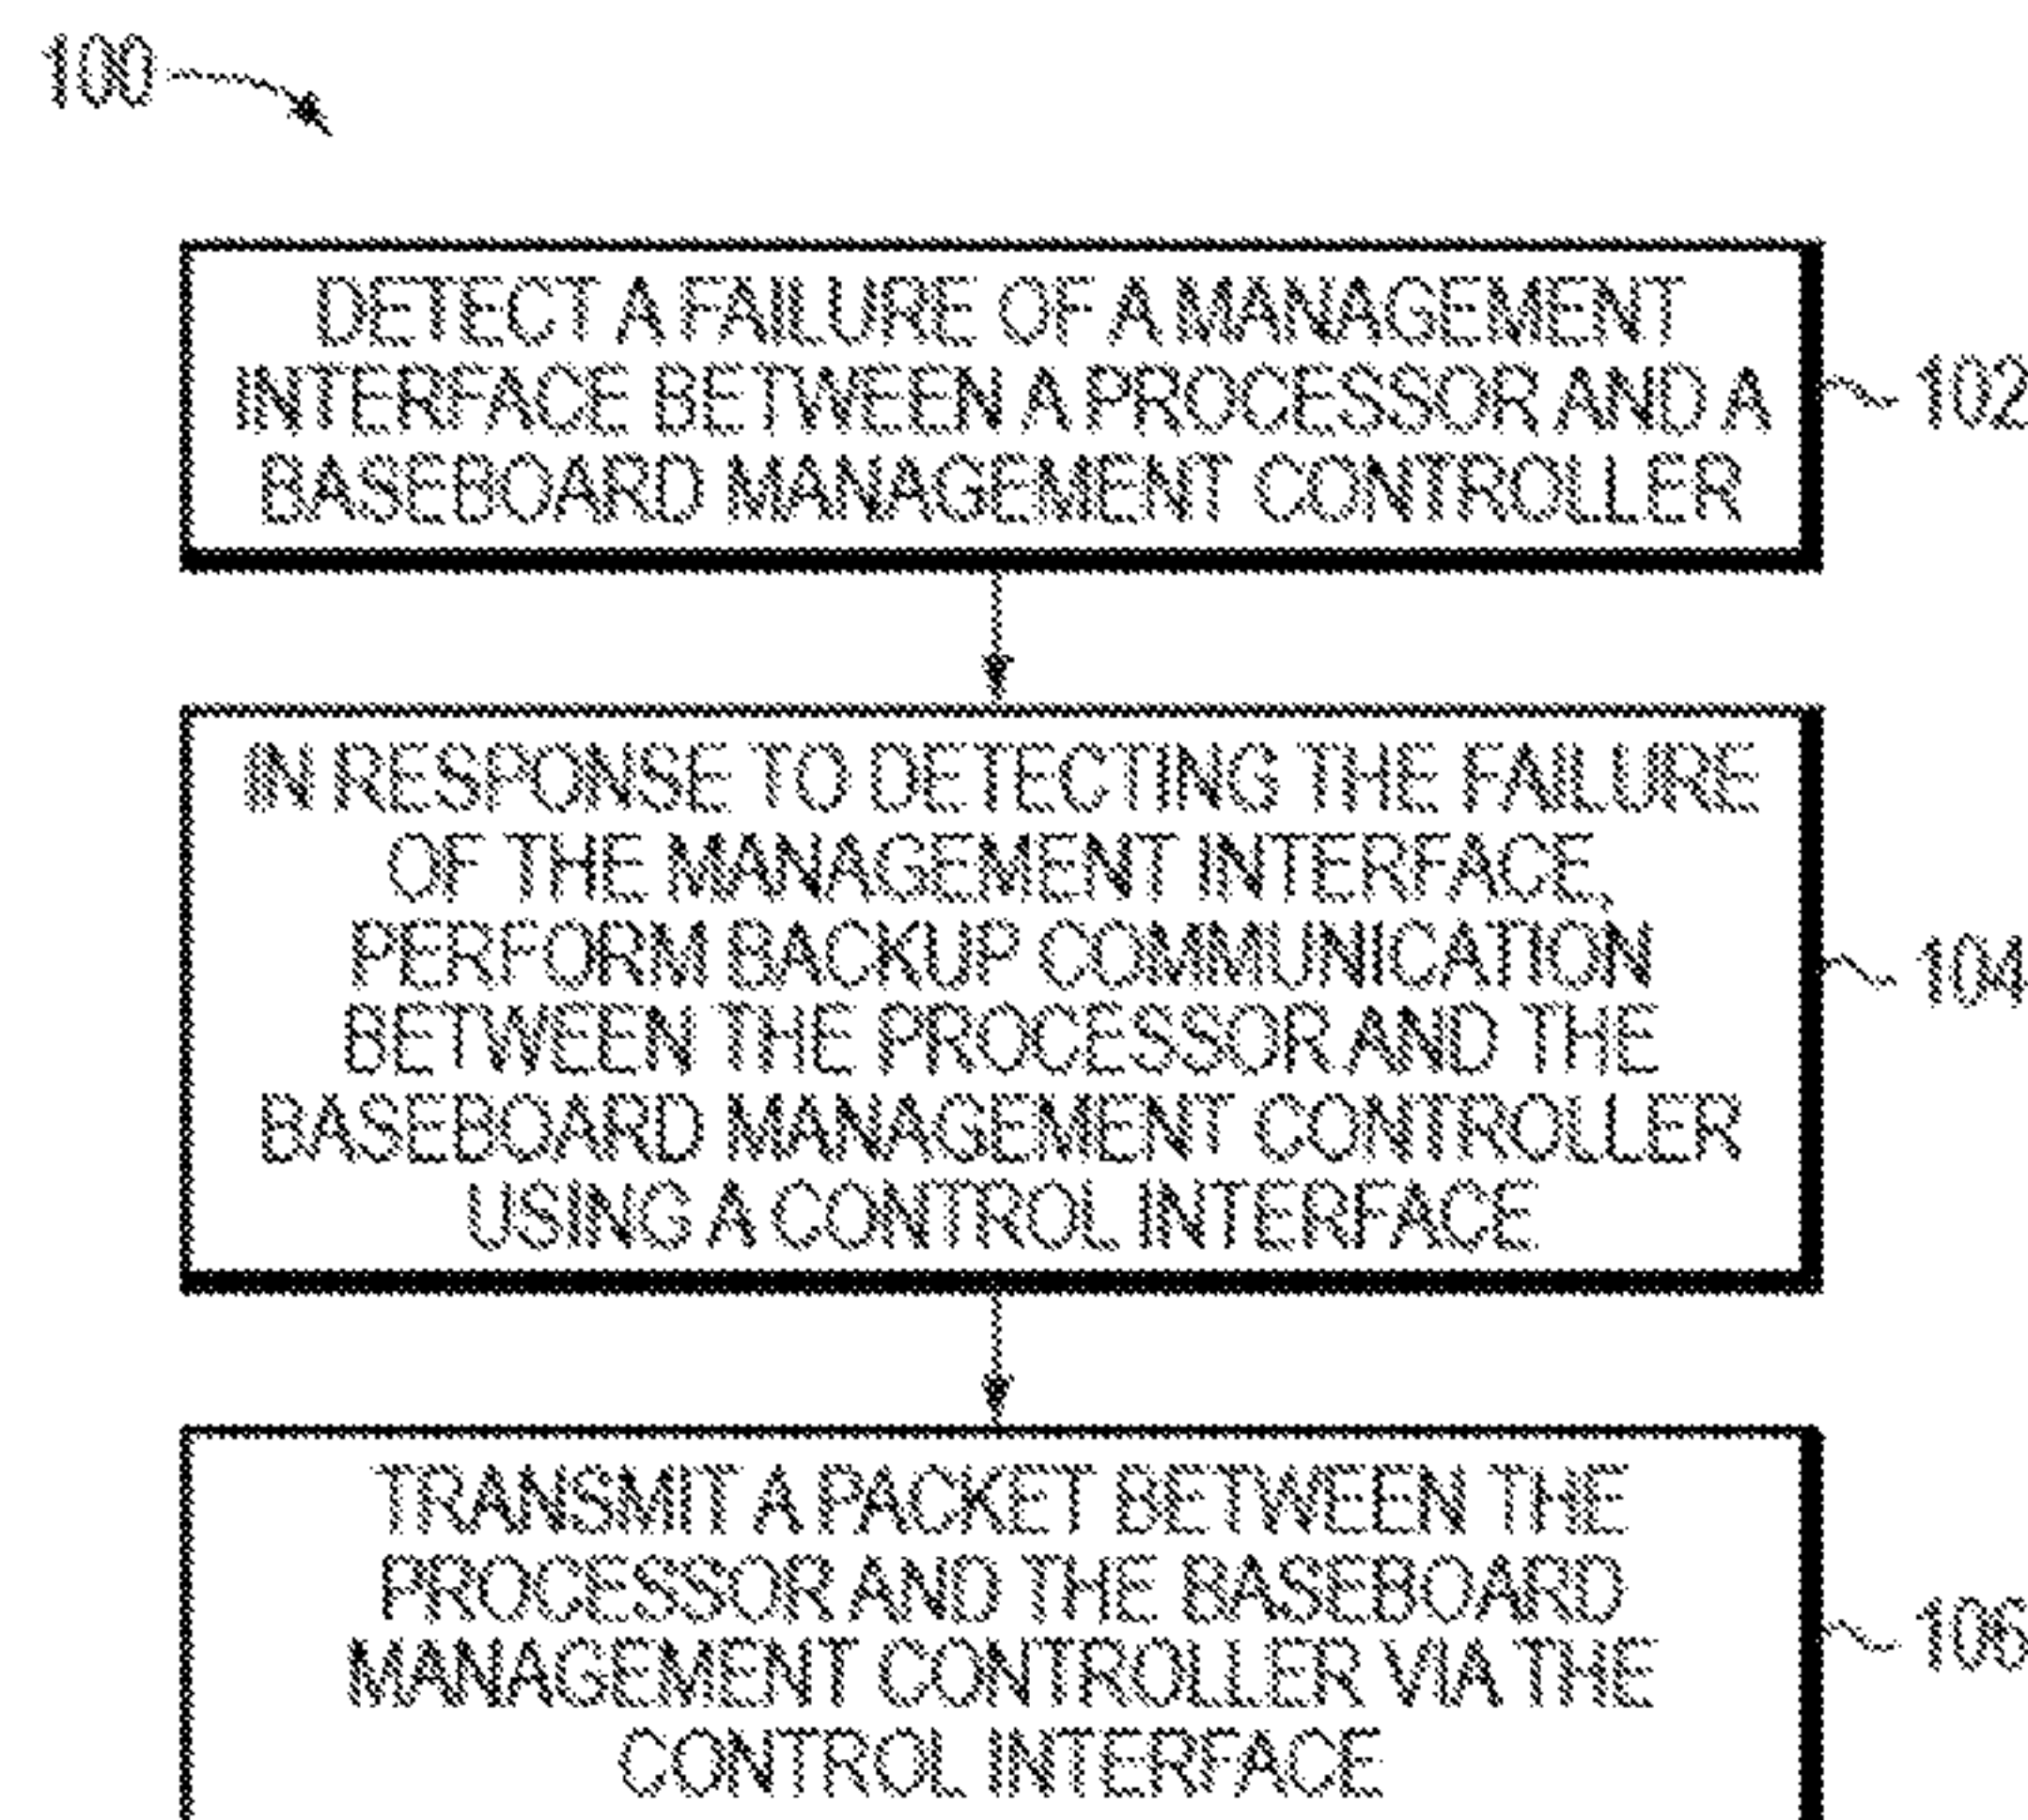 100
DETECT A FAILURE OF A MANAGEMENT
INTERFACE BETWEEN A PROCESSOR AND A
BASEBOARD MANAGEMENT CONTROLLER
102
IN RESPONSE TO DETECTING THE FAILURE
OF THE MANAGEMENT INTERFACE,
PERFORM BACKUP COMMUNICATION
BETWEEN THE PROCESSOR AND THE
BASEBOARD MANAGEMENT CONTROLLER
USING A CONTROL INTERFACE
104
TRANSMIT A PACKET BETWEEN THE
PROCESSOR AND THE BASEBOARD
MANAGEMENT CONTROLLER VIA THE
CONTROL INTERFACE
106